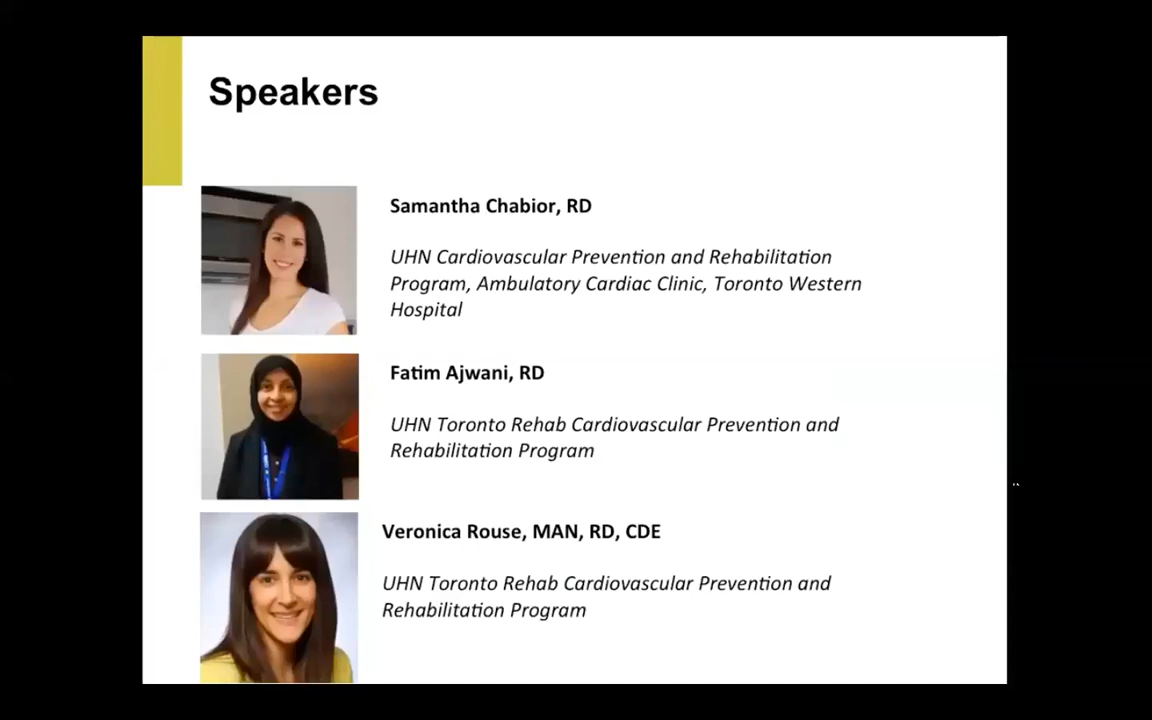 Speakers
Samantha Chabior, RD
UHN Cardiovascular Prevention and Rehabilitation
Program, Ambulatory Cardiac Clinic, Toronto Western
Hospital
Fatim Ajwani, RD
UHN Toronto Rehab Cardiovascular Prevention and
Rehabilitation Program
Veronica Rouse, MAN, RD, CDE
UHN Toronto Rehab Cardiovascular Prevention and
Rehabilitation Program